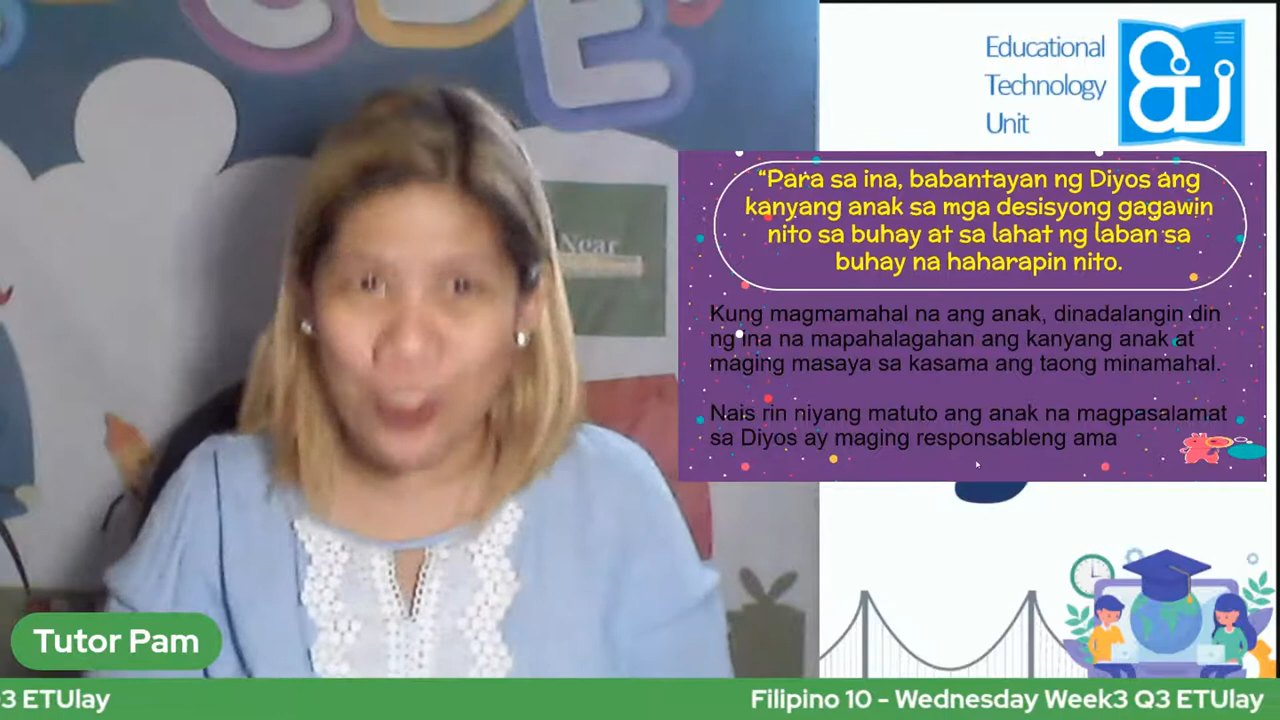 Educational
Technology
Unit
“Para sa ina, babantayan ng Diyos ang
kanyang anak sa mga desisyong gagawin
nito sa buhay at sa lahat ng laban sa
buhay na haharapin nito.
Kung magmamahal na ang anak, dinadalangin din
ng ina na mapahalagahan ang kanyang anak at
maging masaya sa kasama ang taong minamahal.
Nais rin niyang matuto ang anak na magpasalamat
sa Diyos ay maging responsableng ama
Near
Tutor Pam
3 ETUlay
Filipino 10 - Wednesday Week3 Q3 ETUlay